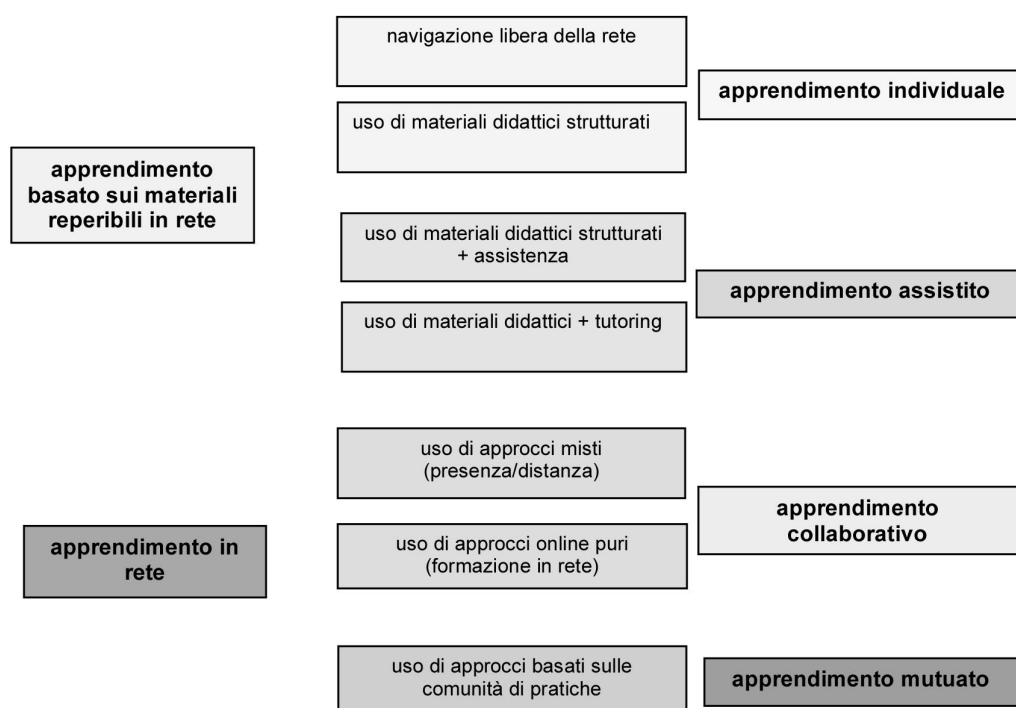 navigazione libera della rete
apprendimento individuale
uso di materiali didattici strutturati
apprendimento
basato sui materiali
reperibili in rete
uso di materiali didattici strutturati
+ assistenza
apprendimento assistito
uso di materiali didattici + tutoring
uso di approcci misti
(presenza/distanza)
apprendimento
collaborativo
apprendimento in
rete
uso di approcci online puri
(formazione in rete)
uso di approcci basati sulle
comunità di pratiche
apprendimento mutuato